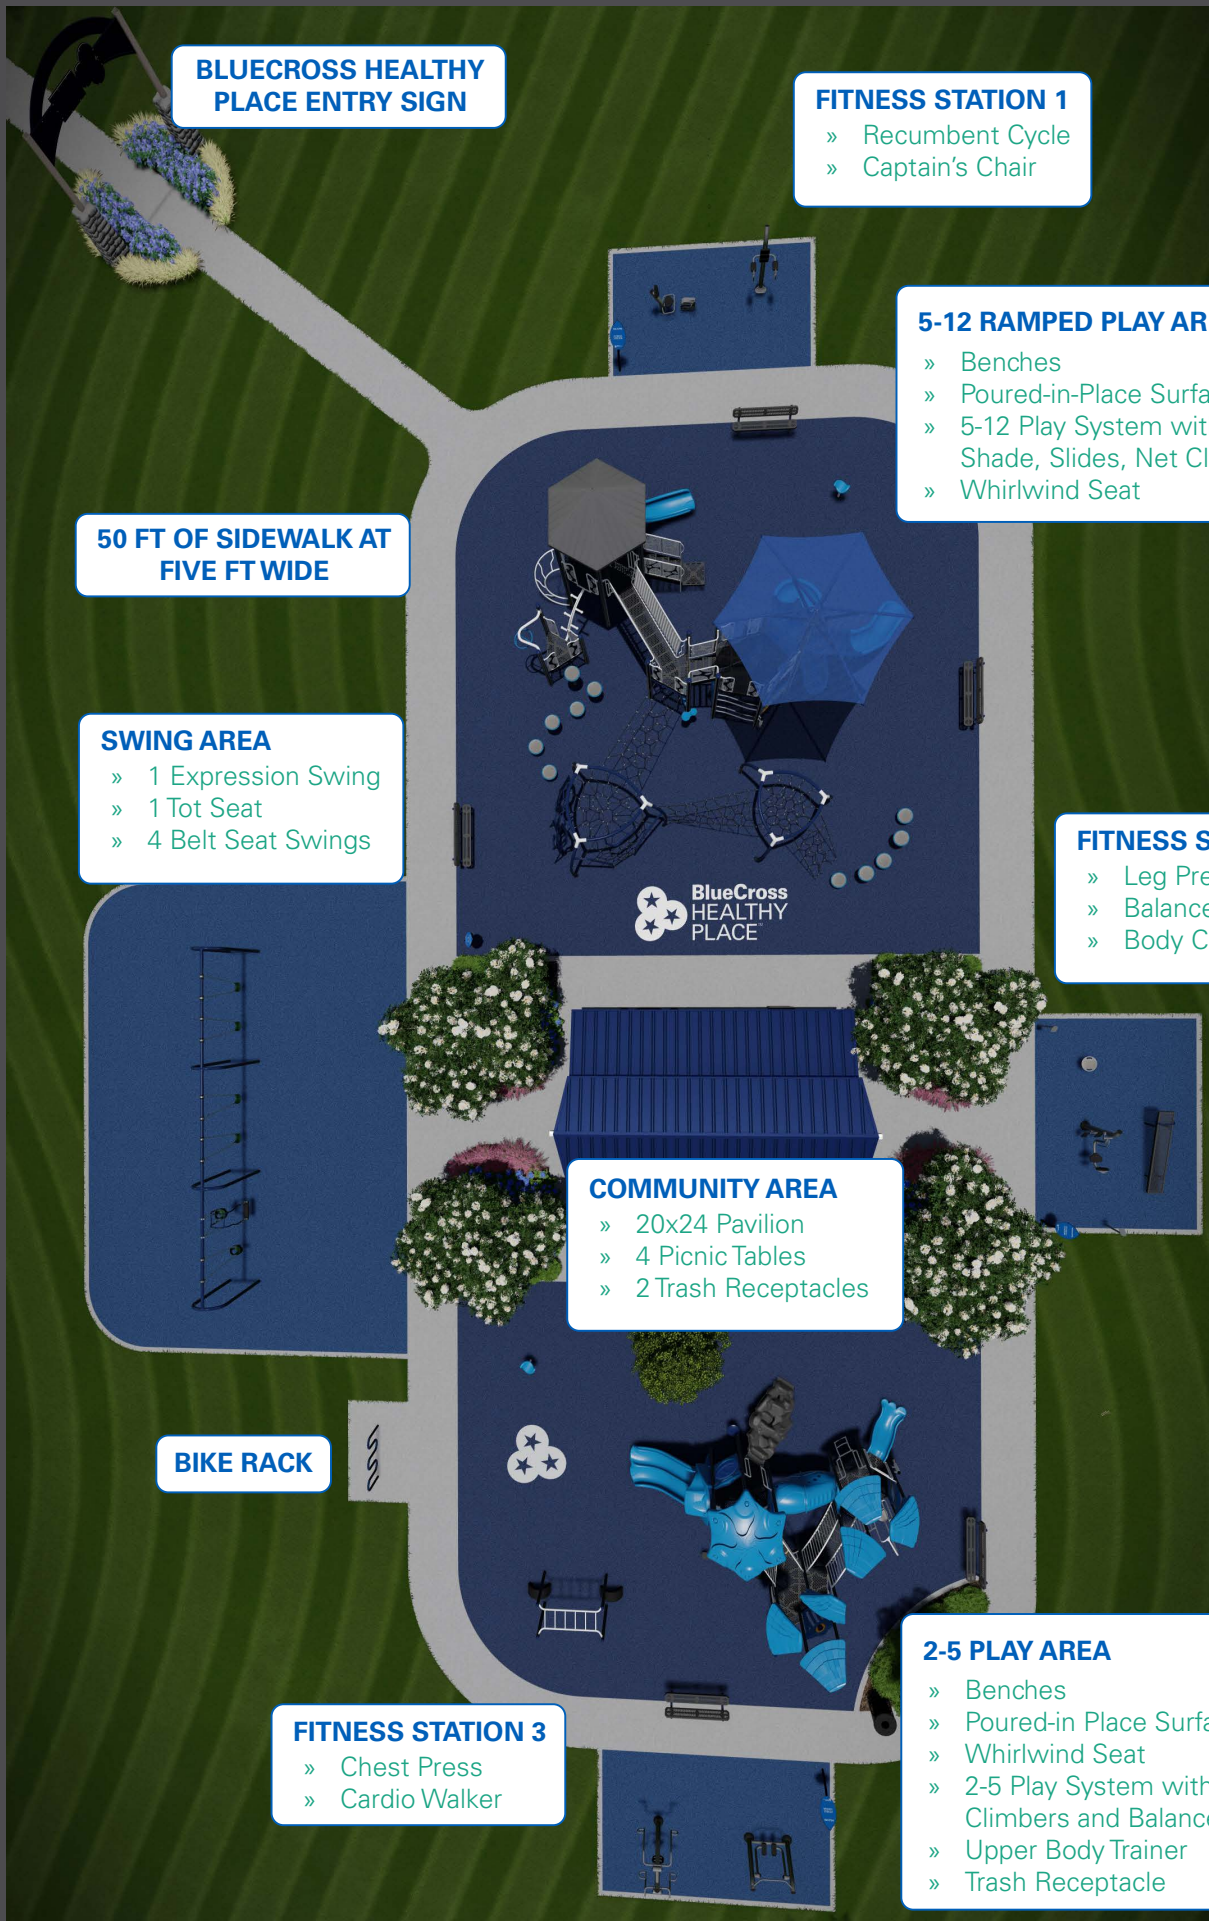 BLUECROSS HEALTHY
PLACE ENTRY SIGN
FITNESS STATION 1
» Recumbent Cycle
» Captain's Chair
5-12 RAMPED PLAY AR
» Benches
» Poured-in-Place Surfa
» 5-12 Play System wit
Shade, Slides, Net Cl
» Whirlwind Seat
50 FT OF SIDEWALK AT
FIVE FT WIDE
SWING AREA
» 1 Expression Swing
» 1 Tot Seat
» 4 Belt Seat Swings
FITNESS S
» Leg Pre
» Balance
» Body C
BlueCross
HEALTHY
PLACE
COMMUNITY AREA
» 20x24 Pavilion
» 4 Picnic Tables
» 2 Trash Receptacles
BIKE RACK
2-5 PLAY AREA
» Benches
» Poured-in Place Surfa
» Whirlwind Seat
» 2-5 Play System with
Climbers and Balance
» Upper Body Trainer
» Trash Receptacle
FITNESS STATION 3
» Chest Press
» Cardio Walker